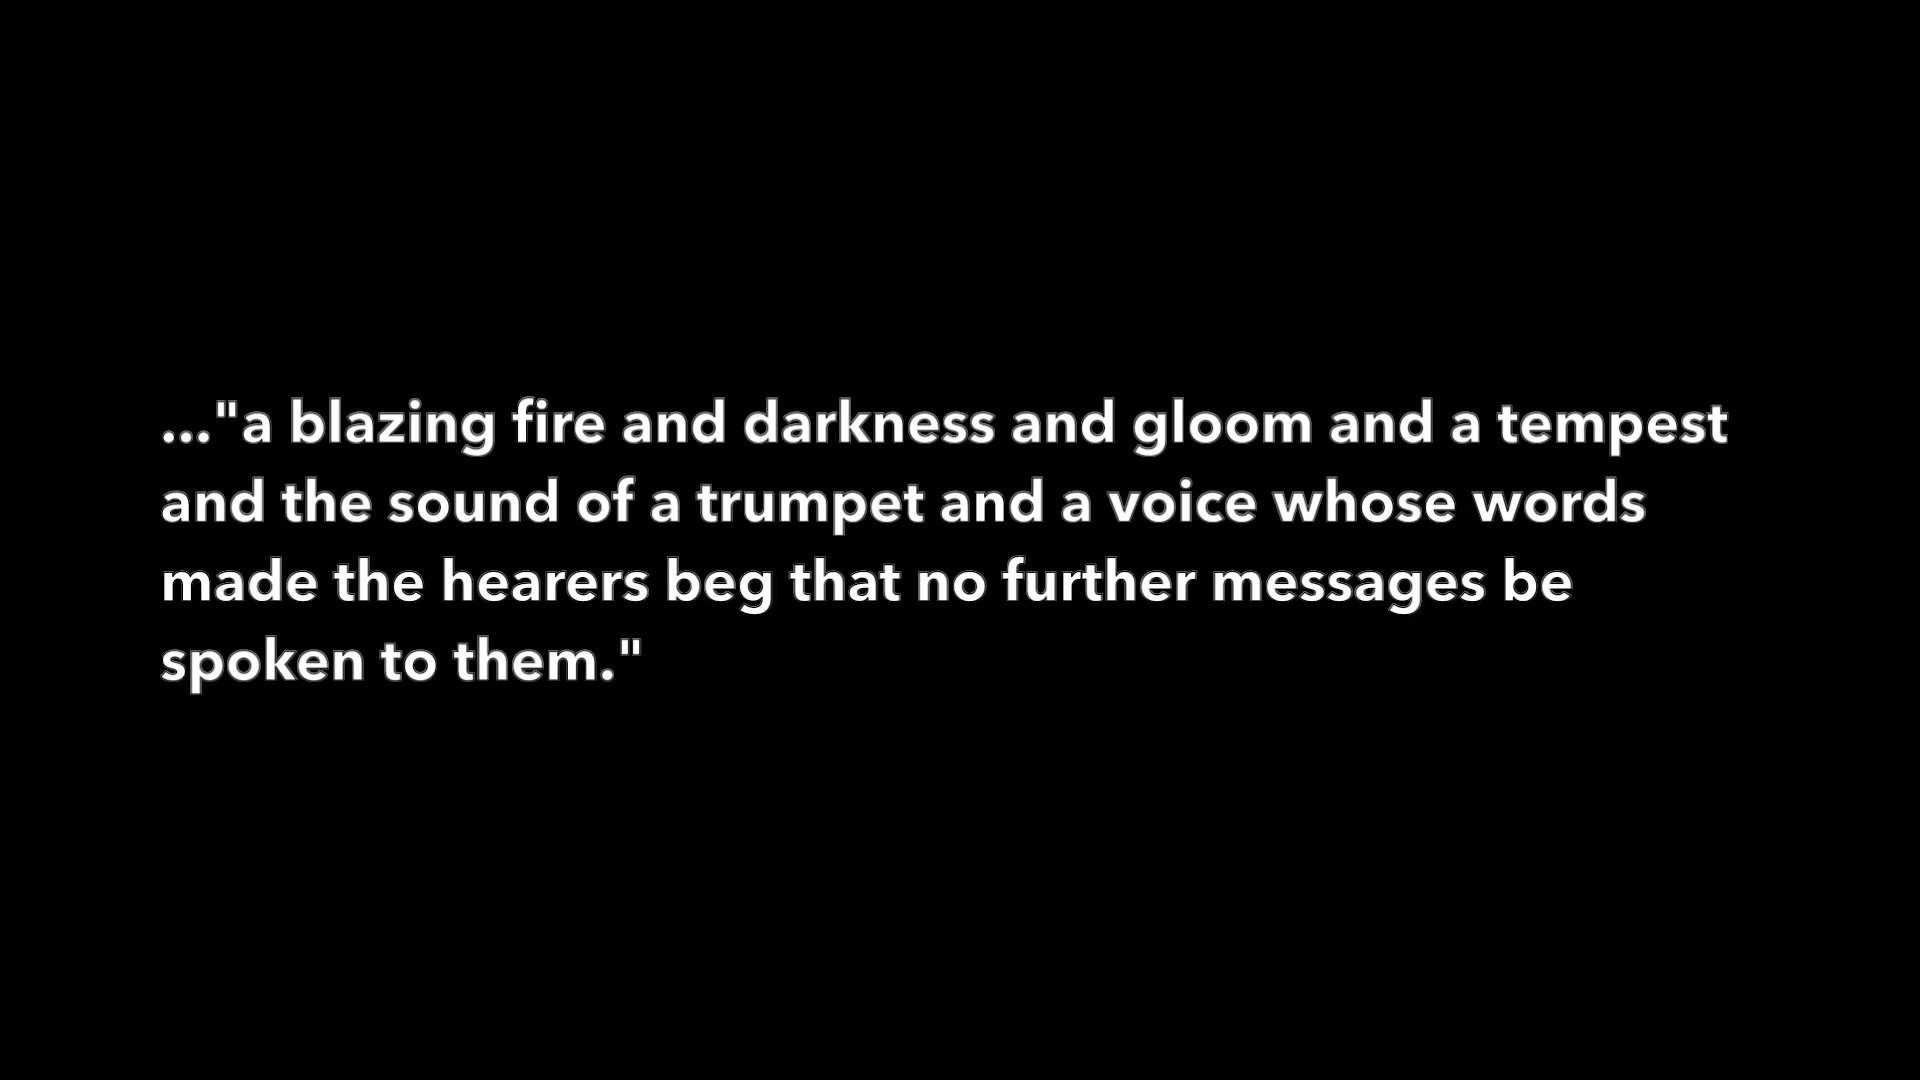 ..."a blazing fire and darkness and gloom and a tempest
and the sound of a trumpet and a voice whose words
made the hearers beg that no further messages be
spoken to them."